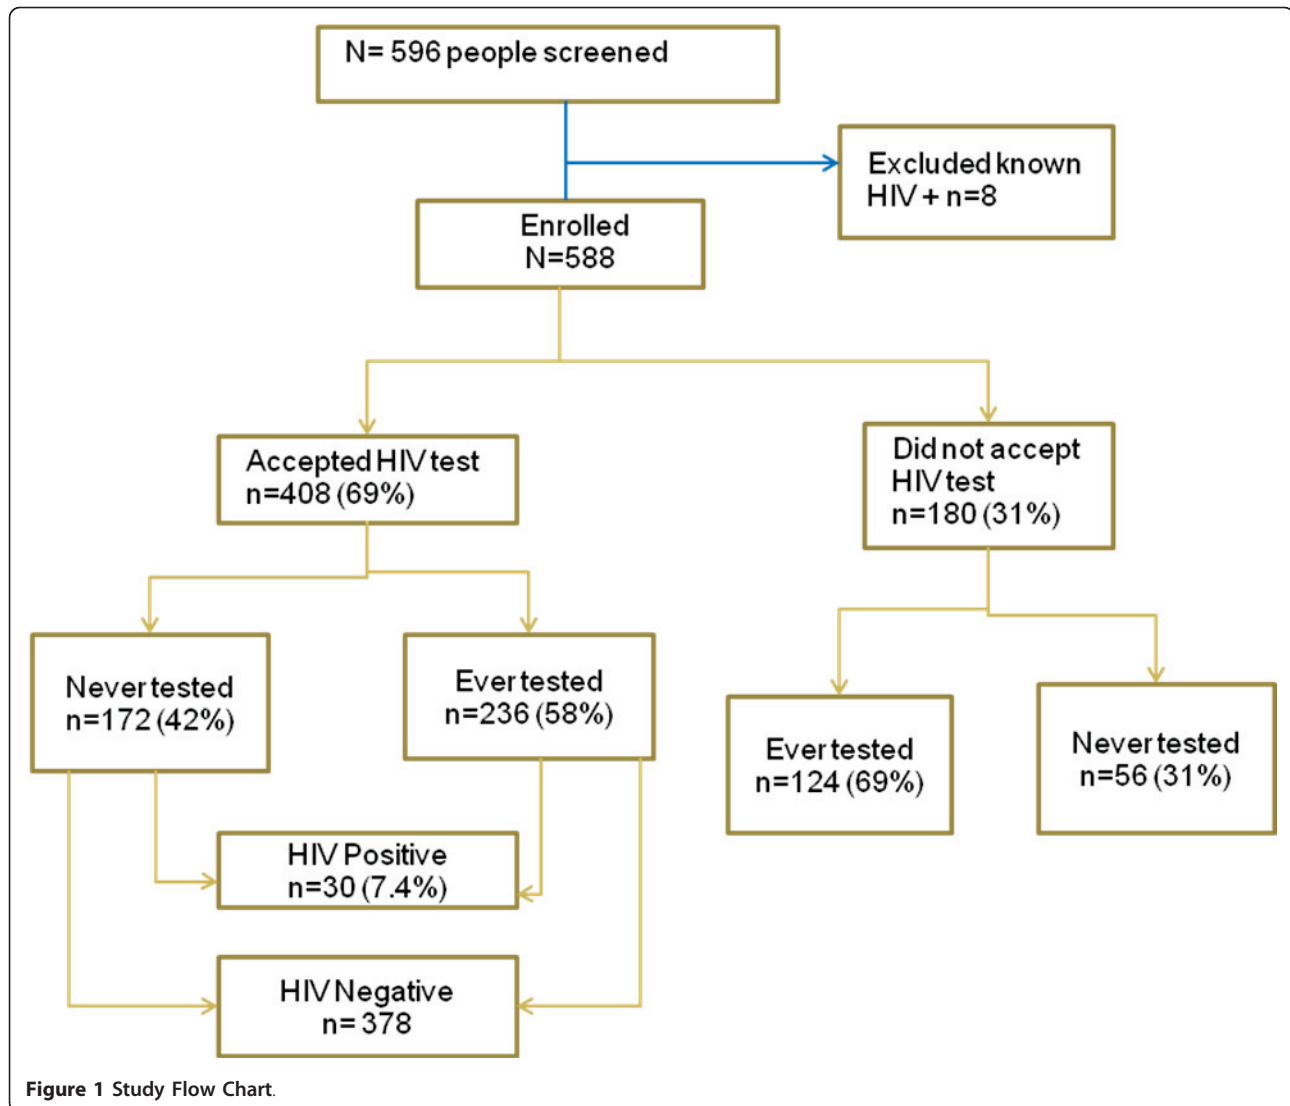 N= 596 people screened
Excluded known
HIV + n=8
Enrolled
N=588
Accepted HIV test
n=408 (69%)
Did not accept
HIV test
n=180 (31%)
Never tested
n=172 (42%)
Ever tested
n=236 (58%)
Ever tested
n=124 (69%)
Never tested
n=56 (31%)
HIV Positive
n=30 (7.4%)
HIV Negative
n= 378
Figure 1 Study Flow Chart.